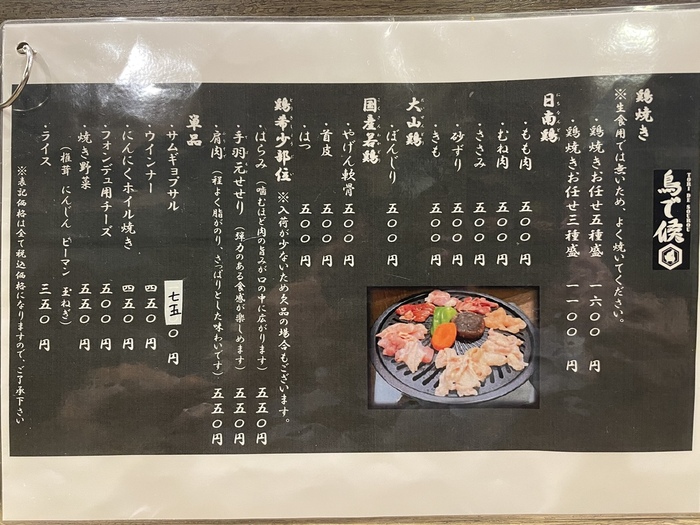 鳥で候
TORI DE SOUROU
鶏焼き
※生食用では無いため、よく焼いてください。
・鶏焼きお任せ五種盛 一六〇〇円
・鶏焼きお任せ三種盛 一一〇〇円
日南鶏
・もも肉 五五〇円
・むね肉 五五〇円
・ささみ 五五〇円
・砂ずり 五五〇円
・きも 五五〇円
大山鶏
・ぼんじり 五五〇円
国産若鶏
・やげん軟骨 五五〇円
・首皮 五五〇円
・はつ 五五〇円
鶏希少部位 ※入荷が少ないため欠品の場合もございます。
・はらみ(噛むほど肉の旨みが口の中に広がります) 五五〇円
・手羽元せせり(弾力のある食感が楽しめます) 五五〇円
・肩肉(程よく脂がのり、さっぱりとした味わいです) 五五〇円
単品
・サムギョプサル 七五〇円
・ウインナー 四五〇円
・にんにくホイル焼き 四五〇円
・フォンデュ用チーズ 五〇〇円
・焼き野菜 五五〇円
(椎茸 にんじん ピーマン 玉ねぎ)
・ライス 三五〇円
※表記価格は全て税込価格になりますので、ご了承下さい